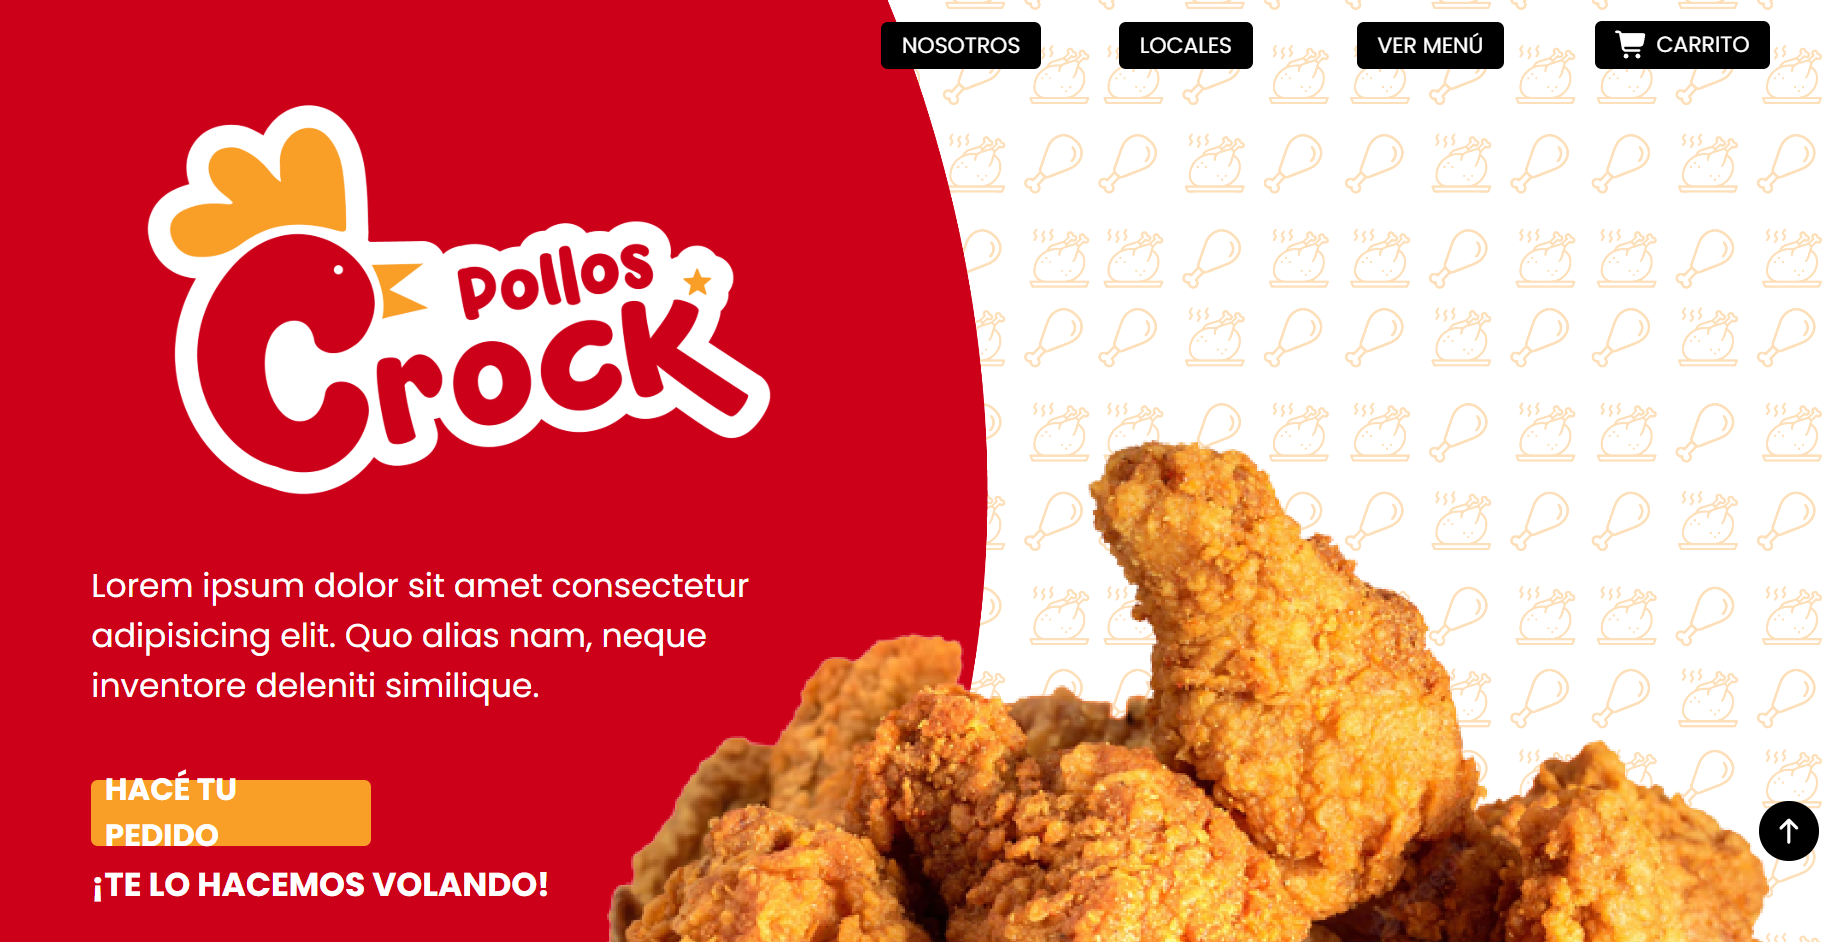 NOSOTROS
LOCALES
VER MENÚ
CARRITO
Pollos
Crock
Lorem ipsum dolor sit amet consectetur
adipisicing elit. Quo alias nam, neque
inventore deleniti similique.
HACÉ TU
PEDIDO
¡TE LO HACEMOS VOLANDO!